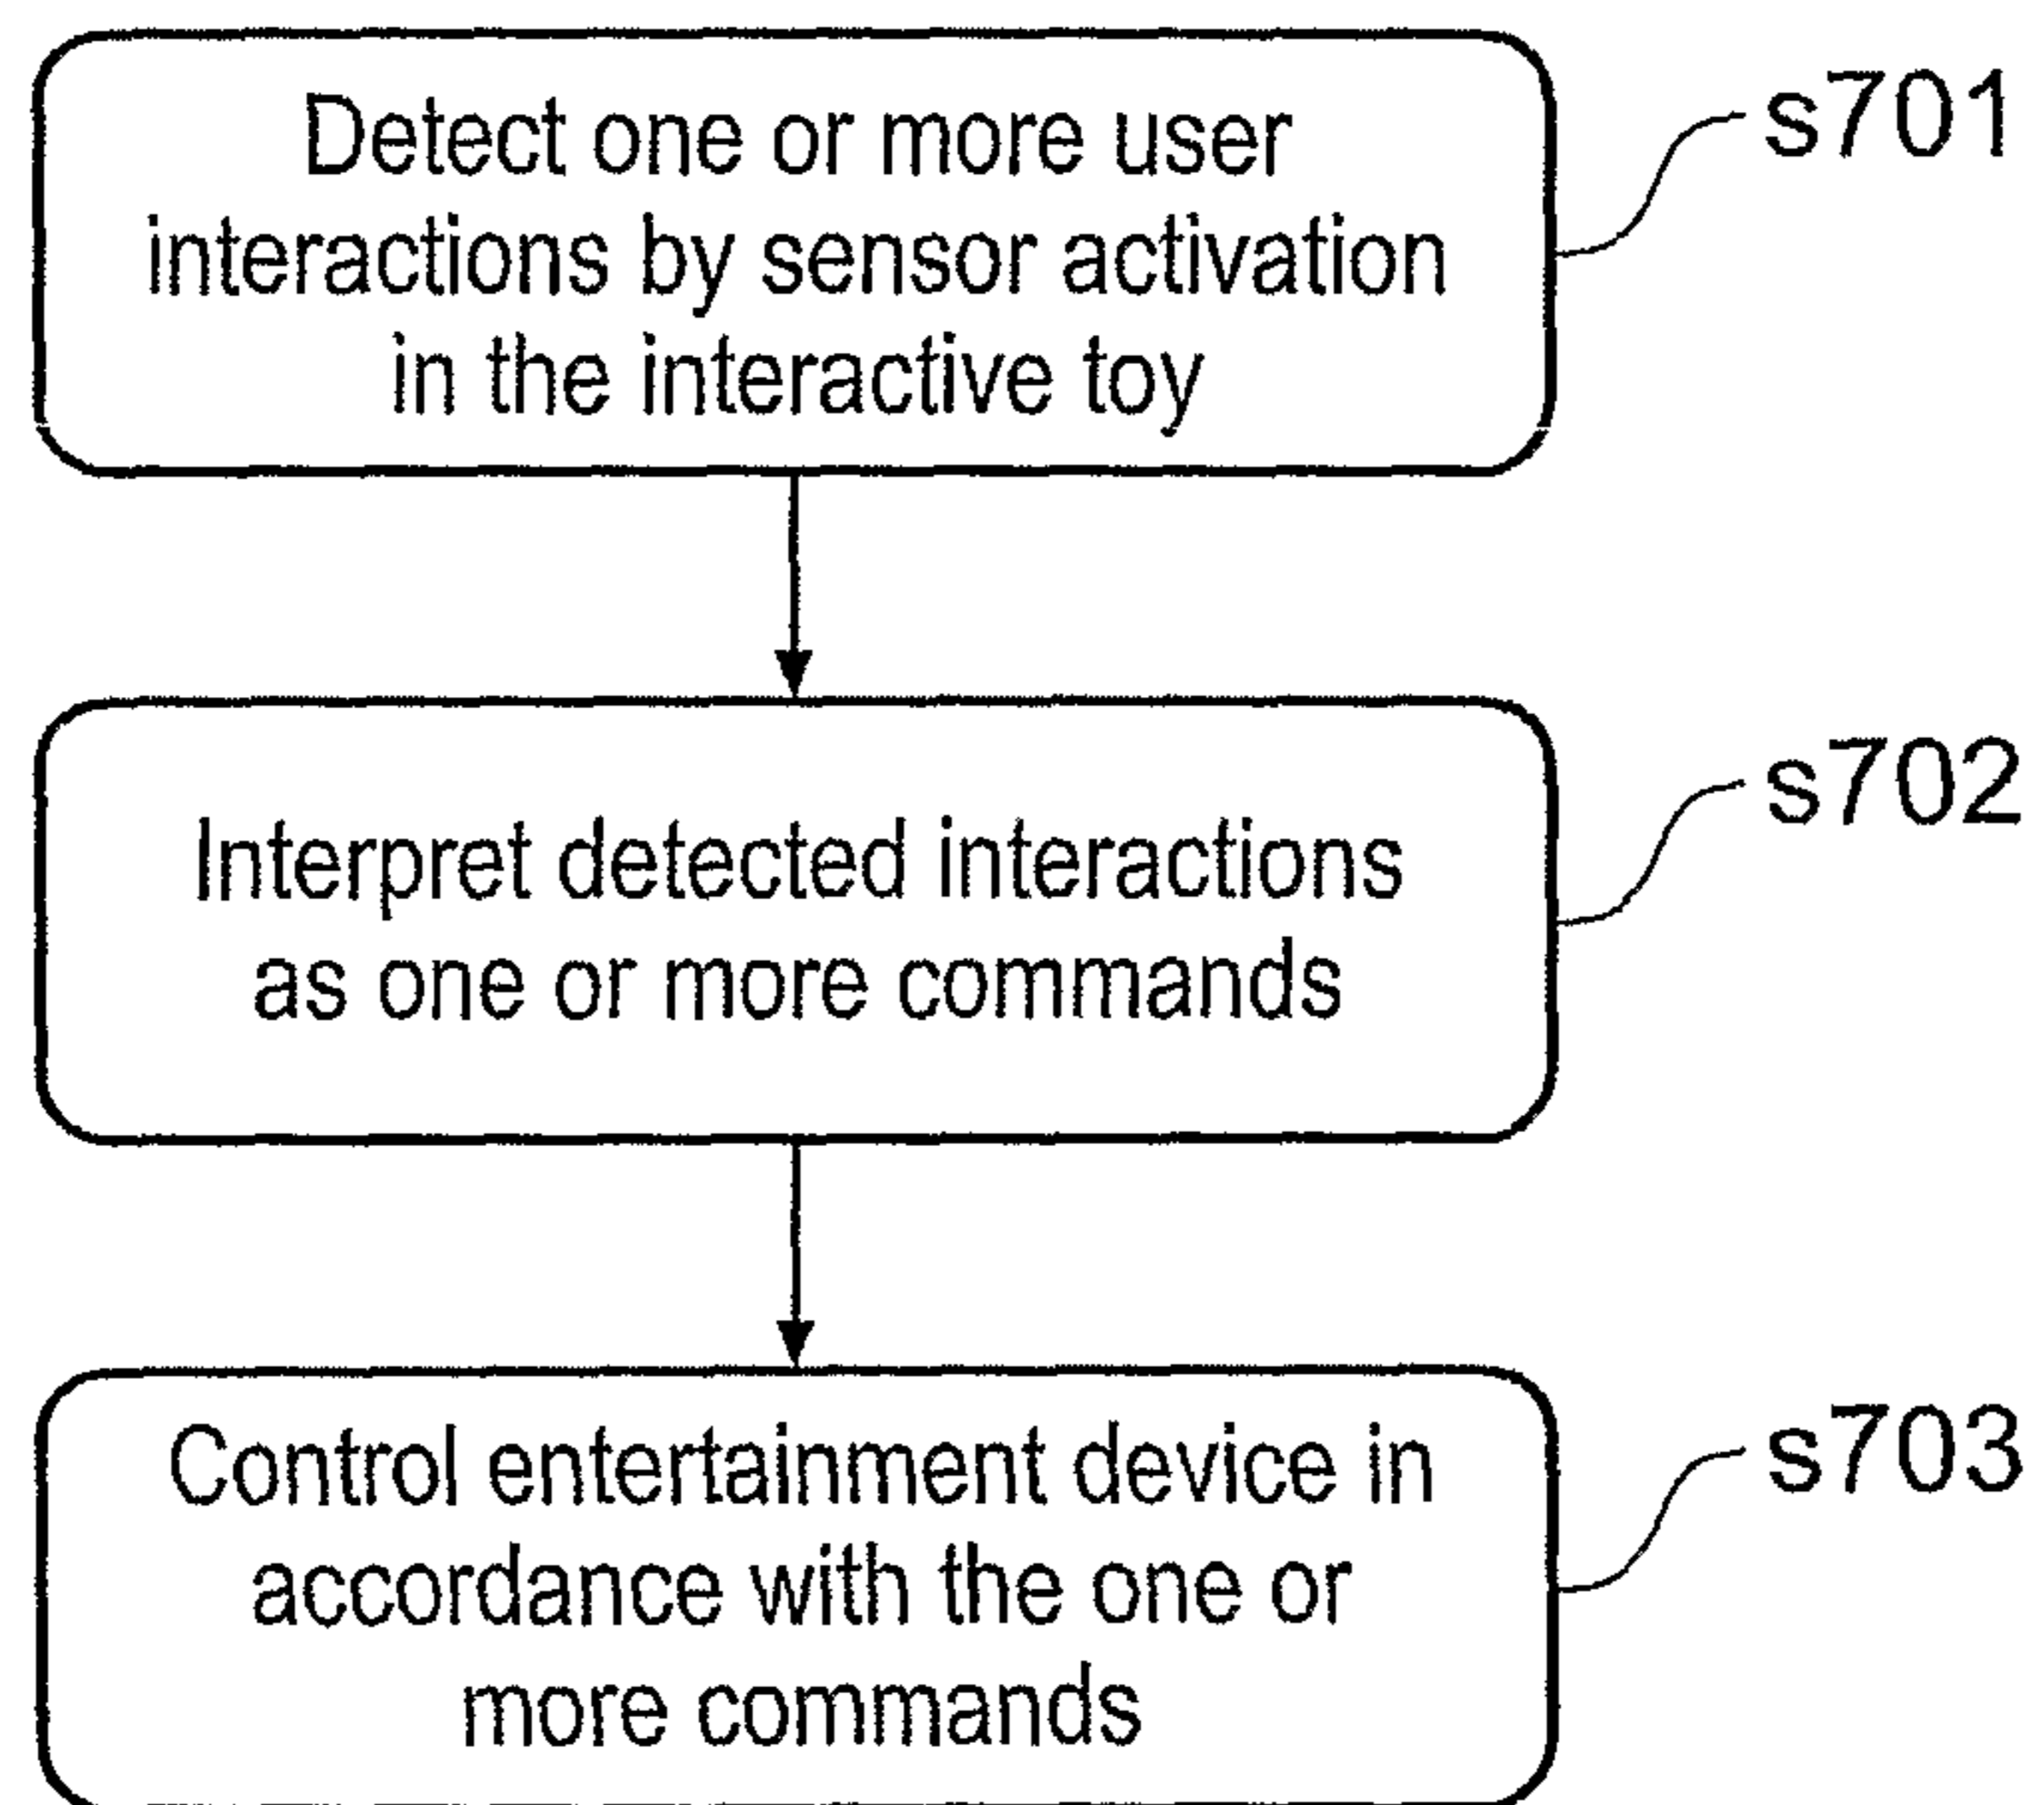 Detect one or more user
interactions by sensor activation
in the interactive toy
s701
Interpret detected interactions
as one or more commands
s702
Control entertainment device in
accordance with the one or
more commands
s703